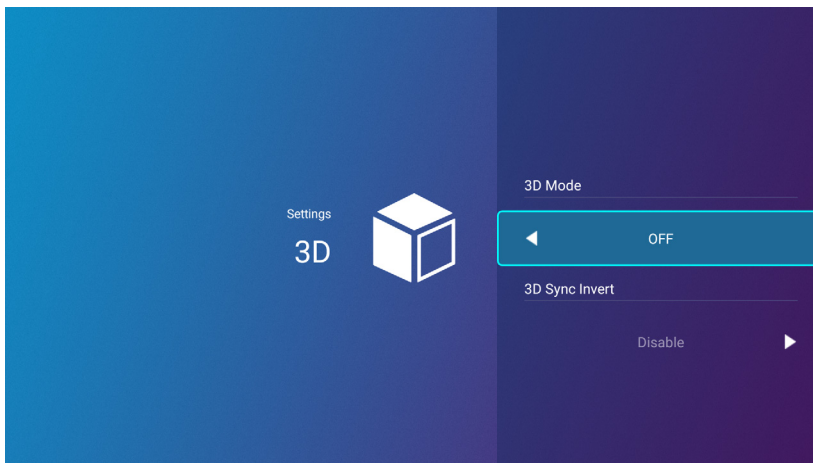 Settings
3D
3D Mode
OFF
3D Sync Invert
Disable